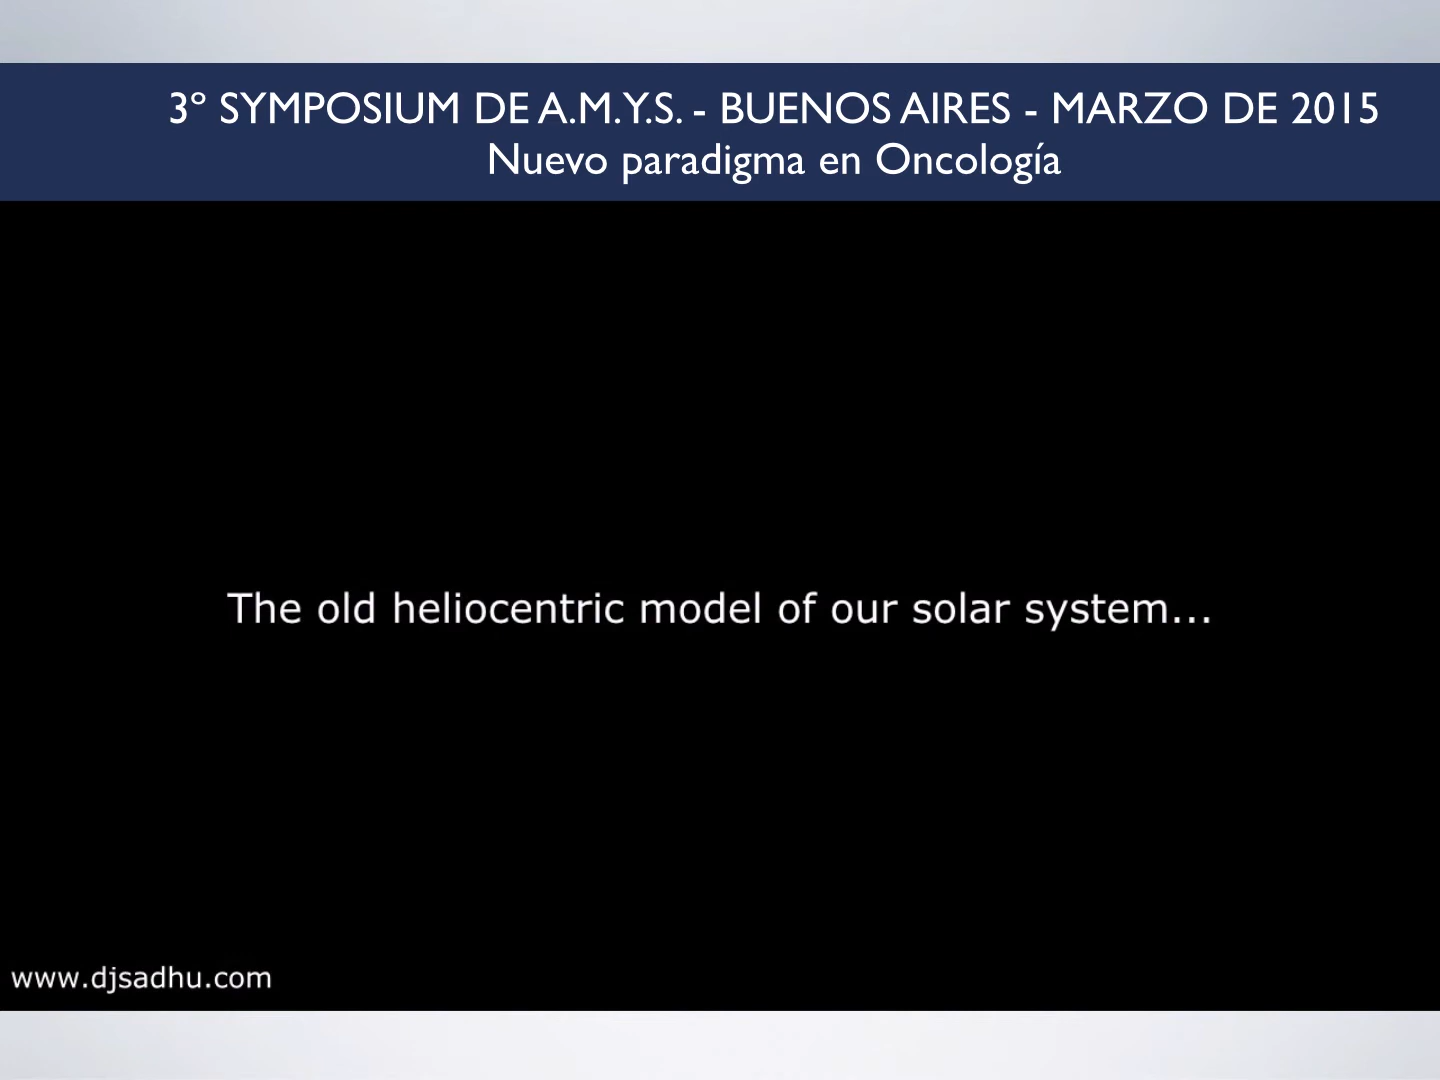 3º SYMPOSIUM DE A.M.Y.S. - BUENOS AIRES - MARZO DE 2015
Nuevo paradigma en Oncología
The old heliocentric model of our solar system...
www.djsadhu.com